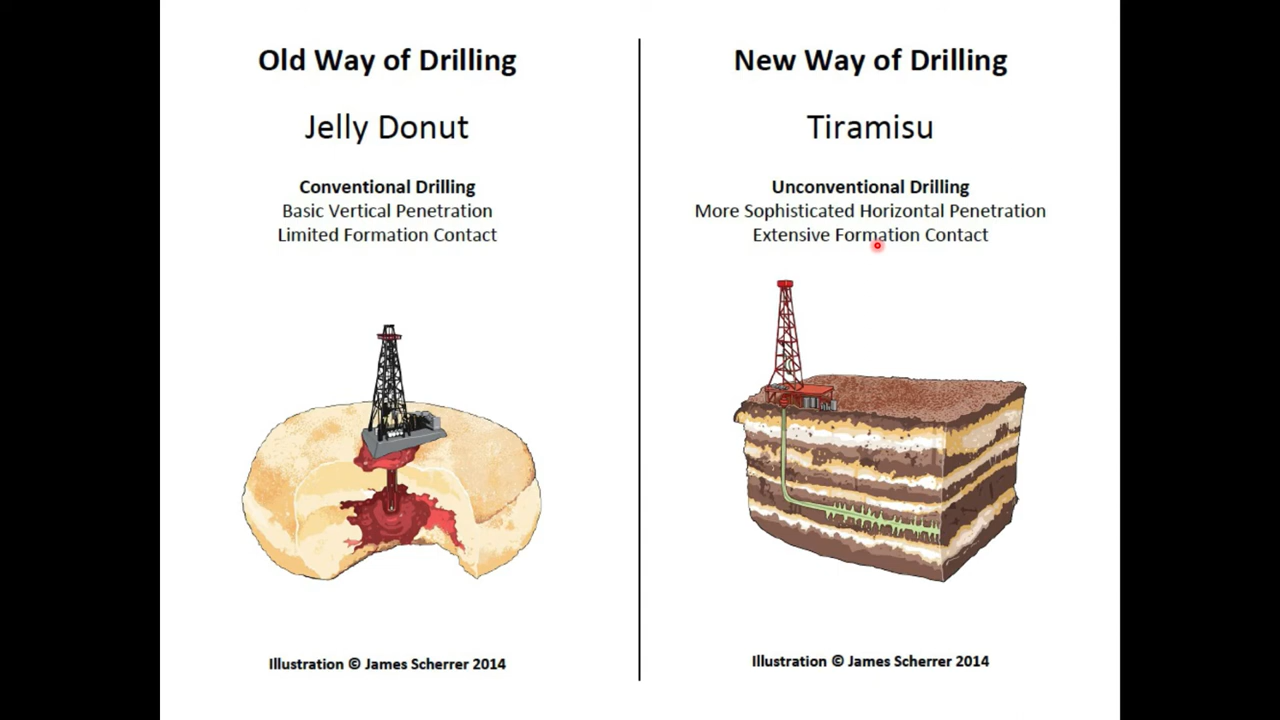 Old Way of Drilling
Jelly Donut
Conventional Drilling
Basic Vertical Penetration
Limited Formation Contact
Illustration © James Scherrer 2014
New Way of Drilling
Tiramisu
Unconventional Drilling
More Sophisticated Horizontal Penetration
Extensive Formation Contact
Illustration © James Scherrer 2014